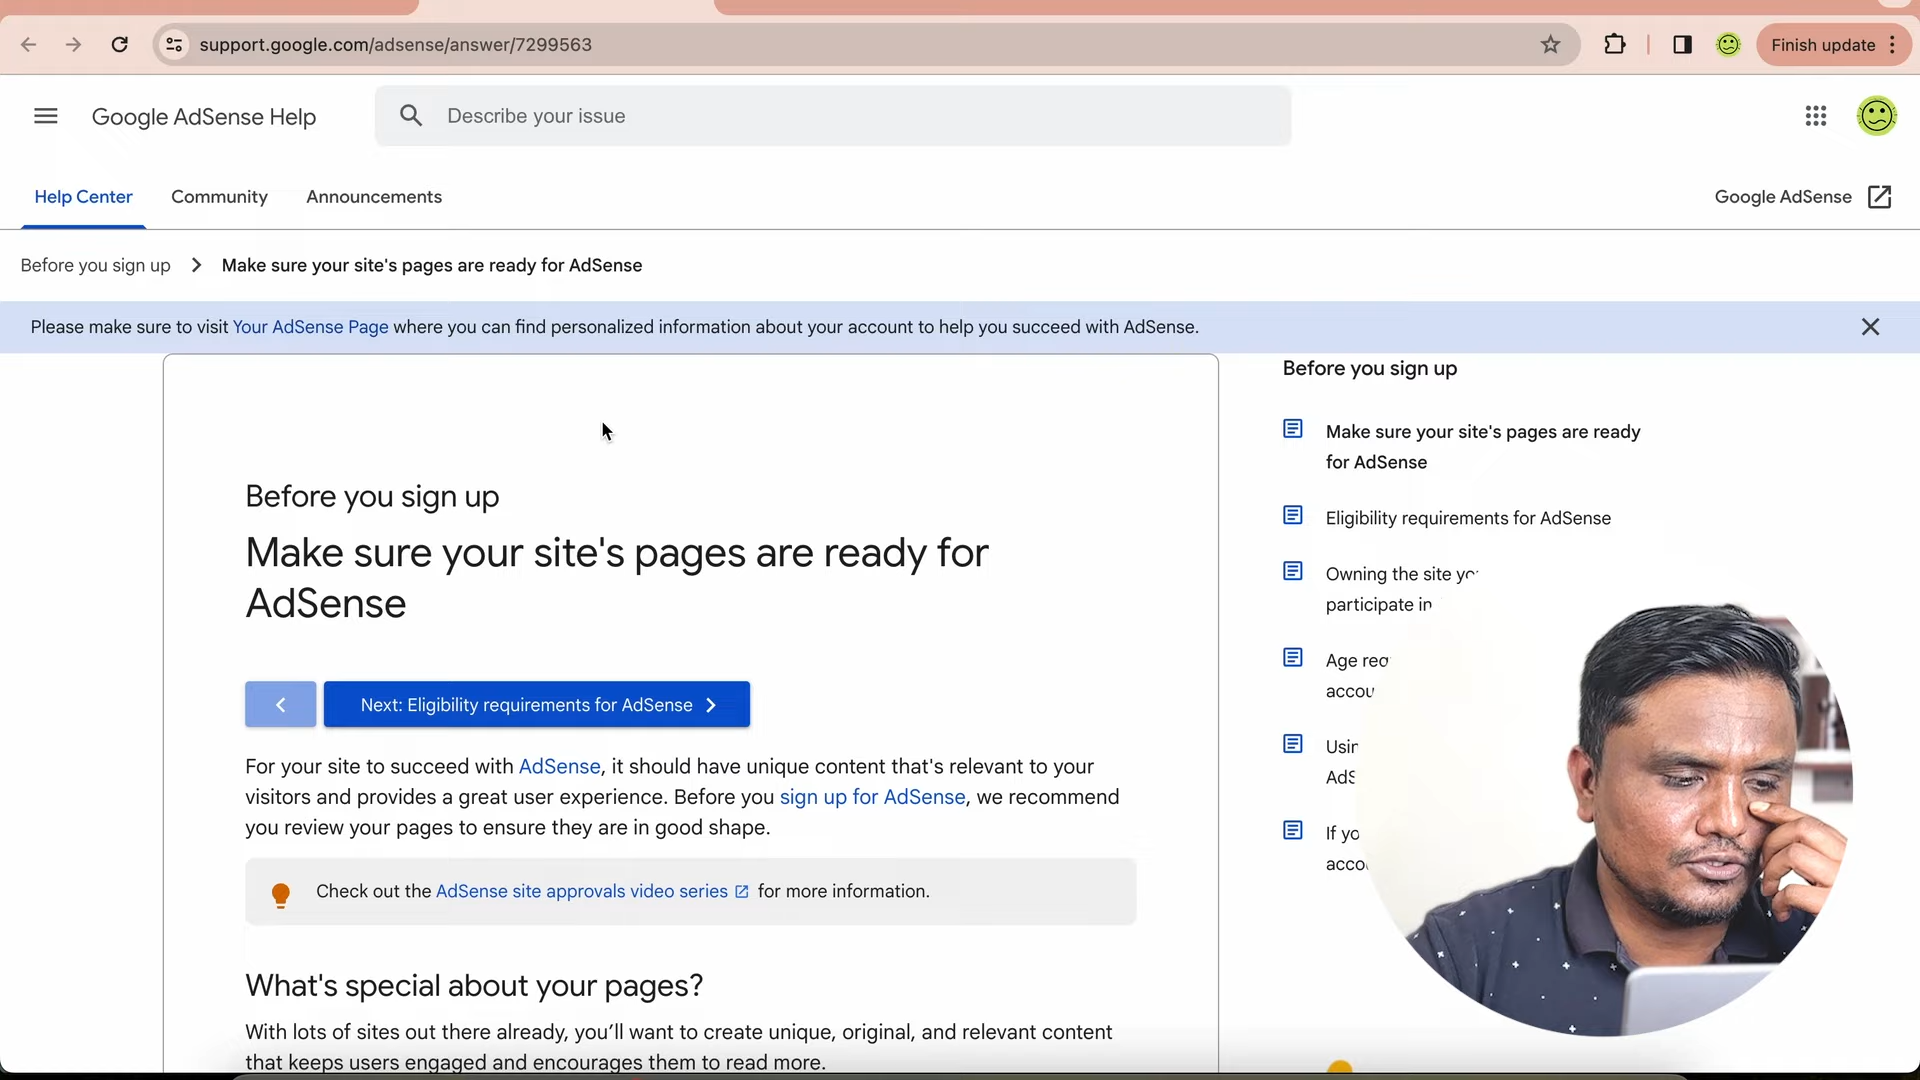 support.google.com/adsense/answer/7299563
Finish update
Google AdSense Help
Describe your issue
Help Center
Community
Announcements
Google AdSense
Before you sign up
Make sure your site's pages are ready for AdSense
Please make sure to visit Your AdSense Page where you can find personalized information about your account to help you succeed with AdSense.
Before you sign up
Make sure your site's pages are ready for
AdSense
Next: Eligibility requirements for AdSense
For your site to succeed with AdSense, it should have unique content that's relevant to your
visitors and provides a great user experience. Before you sign up for AdSense, we recommend
you review your pages to ensure they are in good shape.
Check out the AdSense site approvals video series for more information.
What's special about your pages?
With lots of sites out there already, you’ll want to create unique, original, and relevant content
that keeps users engaged and encourages them to read more.
Before you sign up
Make sure your site's pages are ready
for AdSense
Eligibility requirements for AdSense
Owning the site
participate in
Age
If